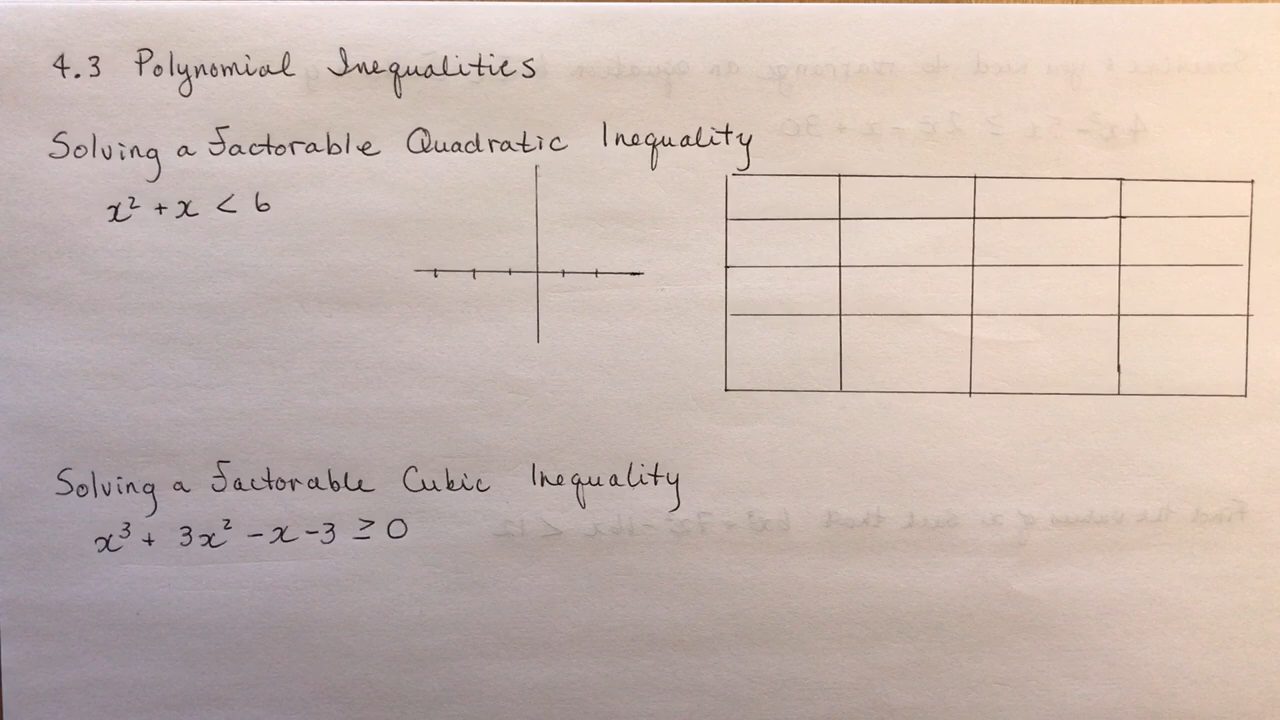 4.3 Polynomial Inequalities
Solving a Factorable Quadratic Inequality
x² + x < 6
Solving a Factorable Cubic Inequality
x³ + 3x² - x - 3 ≥ 0